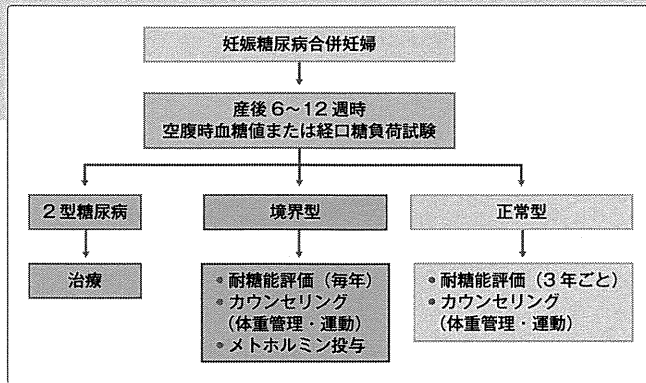 妊娠糖尿病合併妊婦
産後6〜12週時
空腹時血糖値または経口糖負荷試験
2型糖尿病
境界型
正常型
治療
●耐糖能評価（毎年）
●カウンセリング
（体重管理・運動）
●メトホルミン投与
●耐糖能評価（3年ごと）
●カウンセリング
（体重管理・運動）